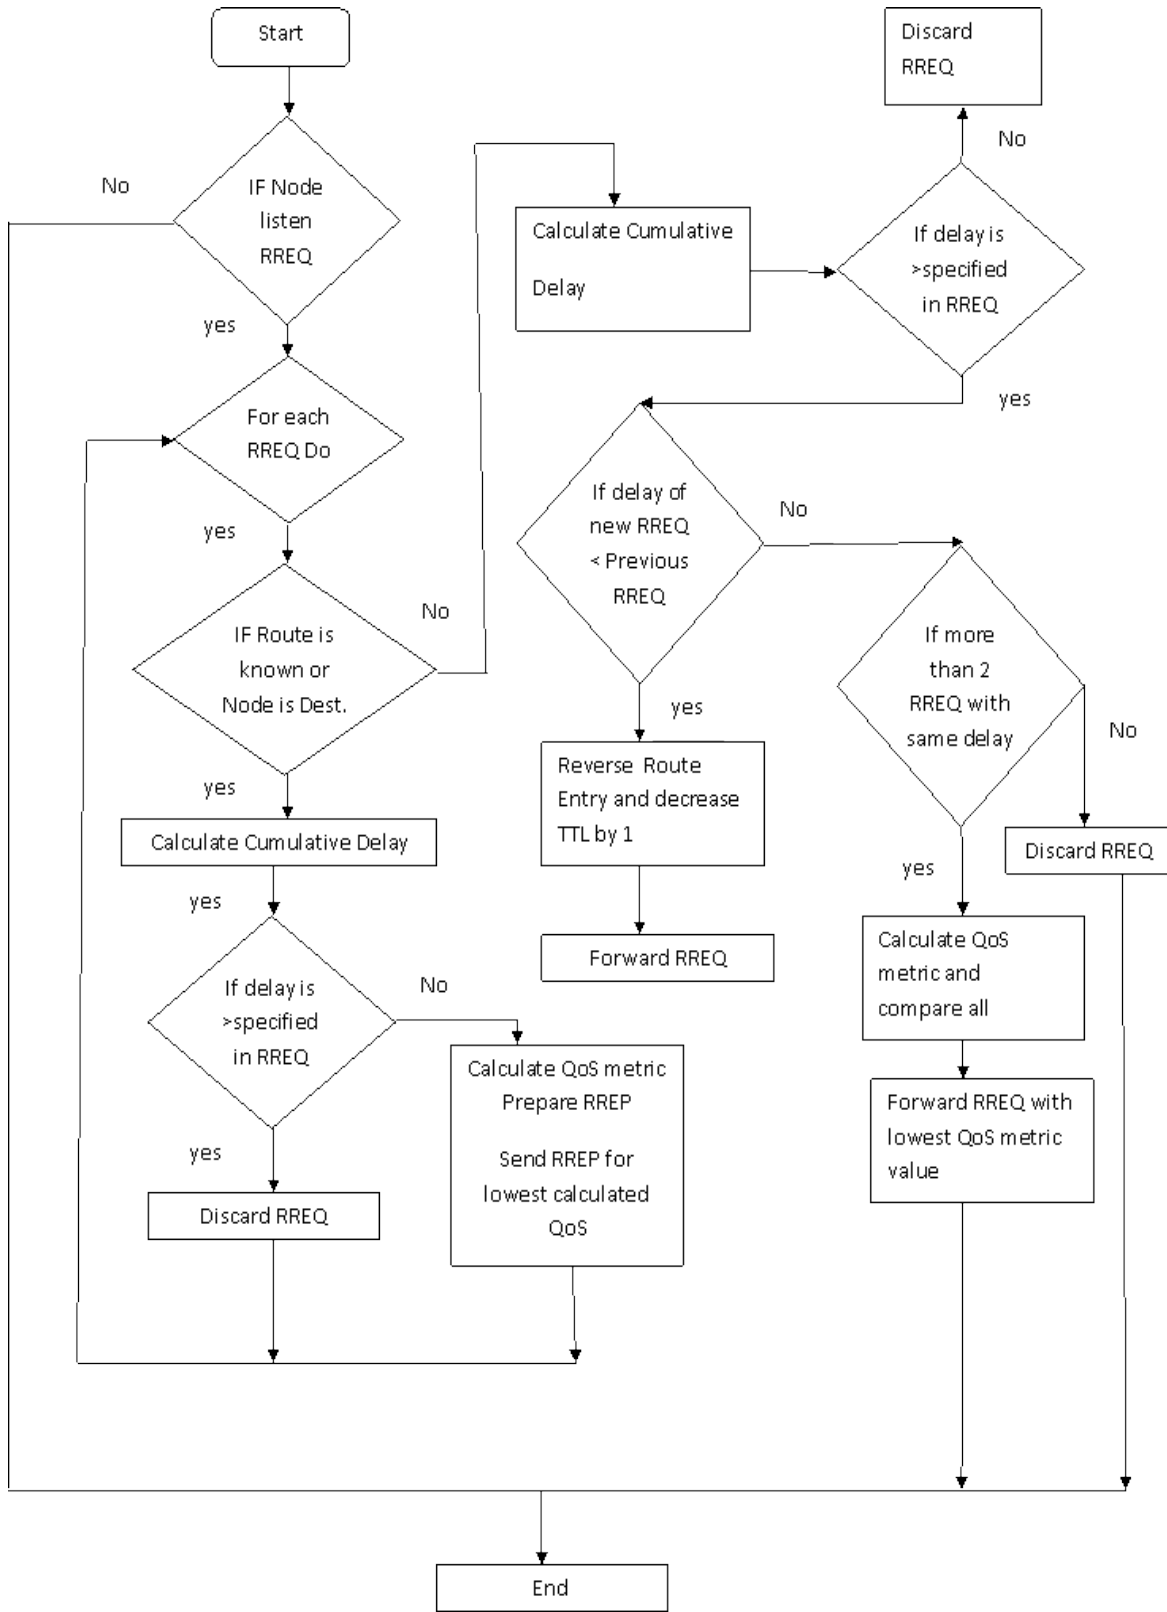 Start
No
IF Node
listen
RREQ
yes
For each
RREQ Do
yes
IF Route is
known or
Node is Dest.
No
yes
Calculate Cumulative Delay
yes
If delay is
>specified
in RREQ
No
yes
Discard RREQ
Calculate QoS metric
Prepare RREP
Send RREP for
lowest calculated
QoS
Calculate Cumulative
Delay
If delay is
>specified
in RREQ
No
Discard
RREQ
yes
If delay of
new RREQ
< Previous
RREQ
No
yes
Reverse Route
Entry and decrease
TTL by 1
Forward RREQ
If more
than 2
RREQ with
same delay
No
Discard RREQ
yes
Calculate QoS
metric and
compare all
Forward RREQ with
lowest QoS metric
value
End